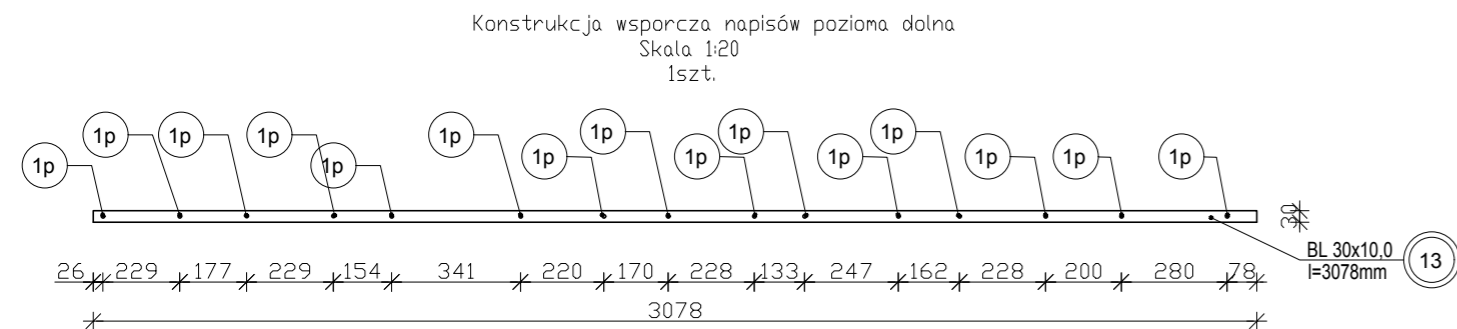 Konstrukcja wsporcza napisów pozioma dolna
Skala 1:20
1szt.
1p 1p 1p 1p 1p 1p 1p 1p 1p 1p 1p 1p 1p 1p 1p
30
BL 30x10,0
l=3078mm
13
26 229 177 229 154 341 220 170 228 133 247 162 228 200 280 78
3078